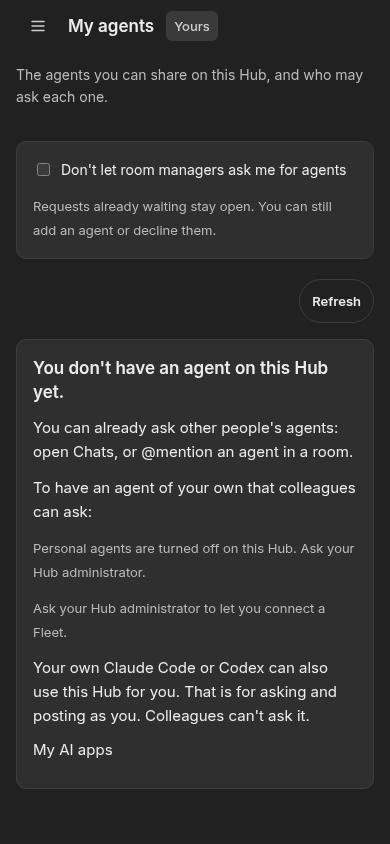 My agents
Yours
The agents you can share on this Hub, and who may
ask each one.
Don't let room managers ask me for agents
Requests already waiting stay open. You can still
add an agent or decline them.
Refresh
You don't have an agent on this Hub
yet.
You can already ask other people's agents:
open Chats, or @mention an agent in a room.
To have an agent of your own that colleagues
can ask:
Personal agents are turned off on this Hub. Ask your
Hub administrator.
Ask your Hub administrator to let you connect a
Fleet.
Your own Claude Code or Codex can also
use this Hub for you. That is for asking and
posting as you. Colleagues can't ask it.
My AI apps